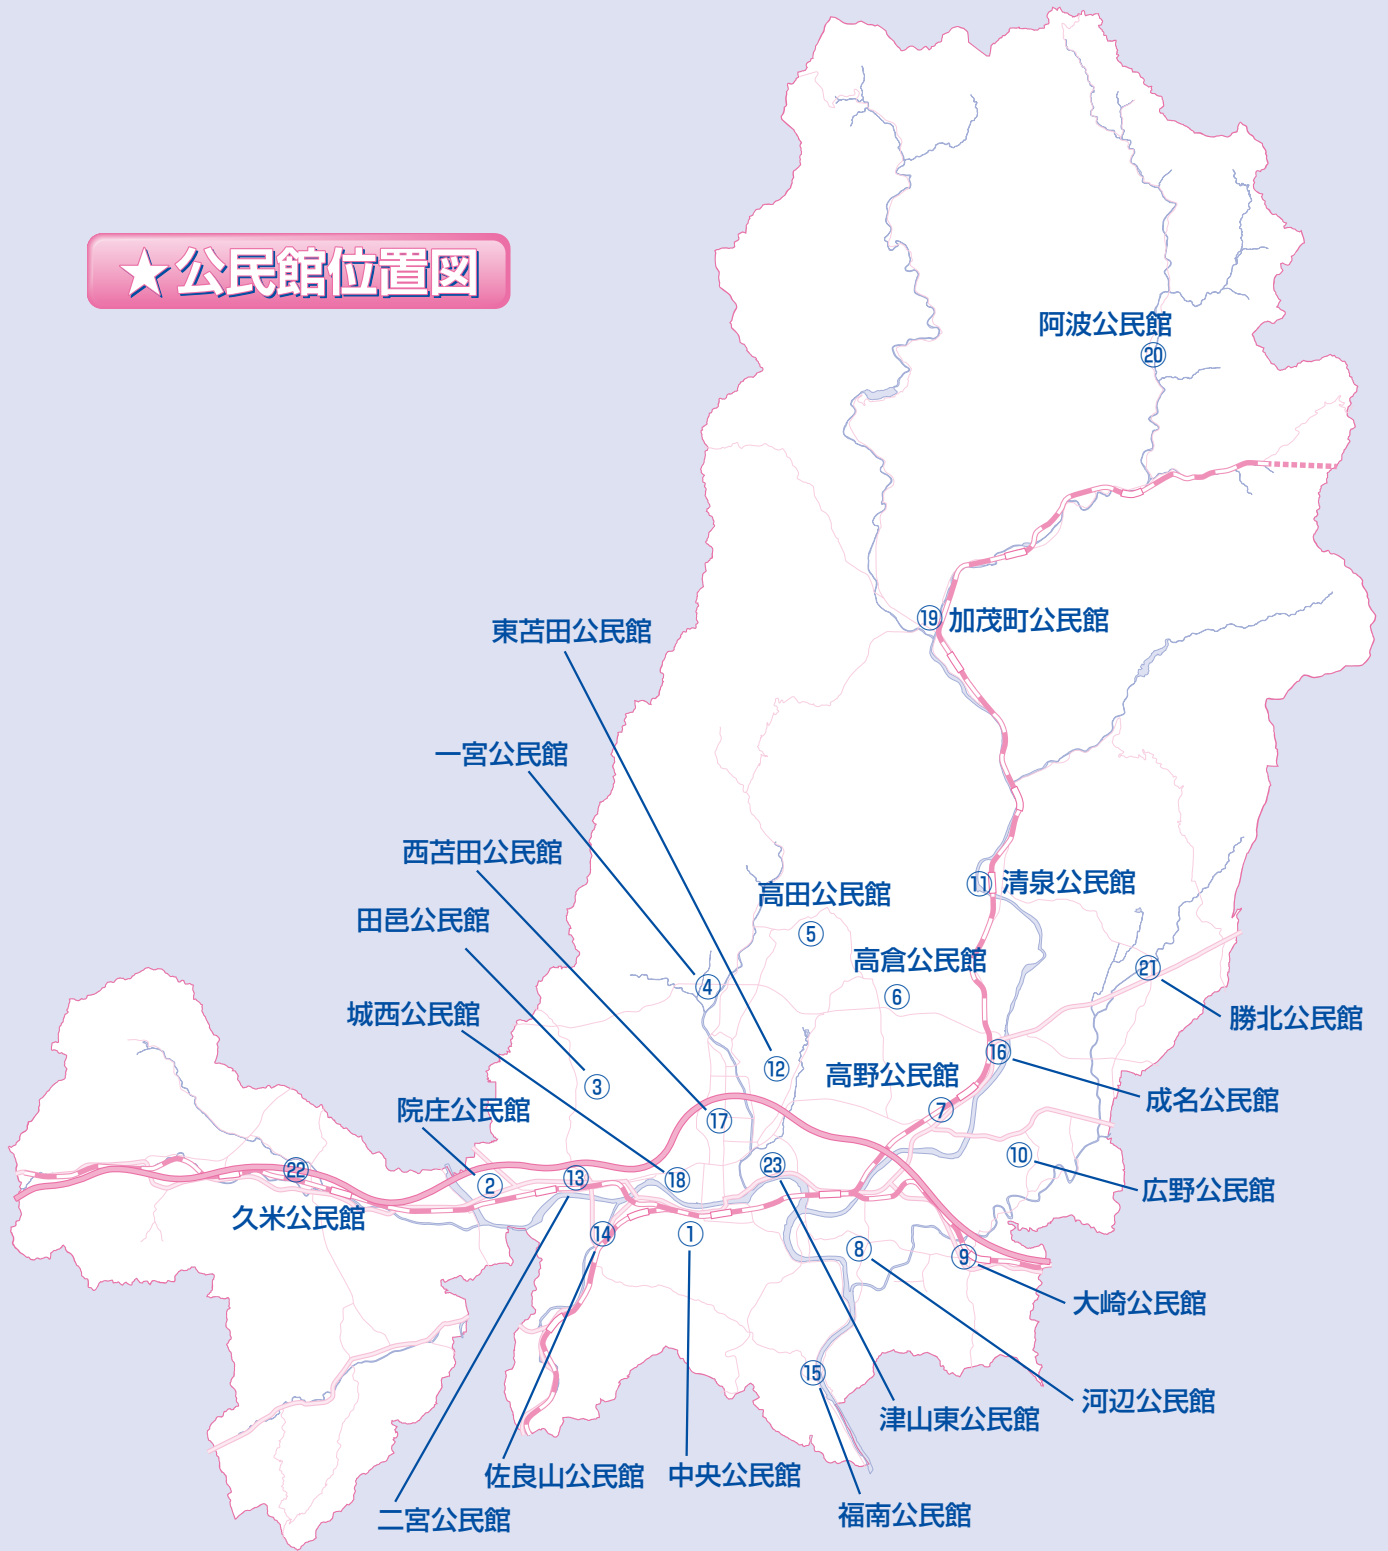 ★公民館位置図
阿波公民館
⑳
⑲ 加茂町公民館
東苫田公民館
一宮公民館
西苫田公民館
高田公民館
⑤
⑪ 清泉公民館
田邑公民館
高倉公民館
⑥
④
㉑
城西公民館
勝北公民館
⑯
⑫
高野公民館
③
院庄公民館
⑦
成名公民館
⑰
⑩
㉒
②
⑬
⑱
㉓
広野公民館
久米公民館
⑭
①
⑧
⑨
大崎公民館
⑮
河辺公民館
津山東公民館
佐良山公民館
中央公民館
二宮公民館
福南公民館